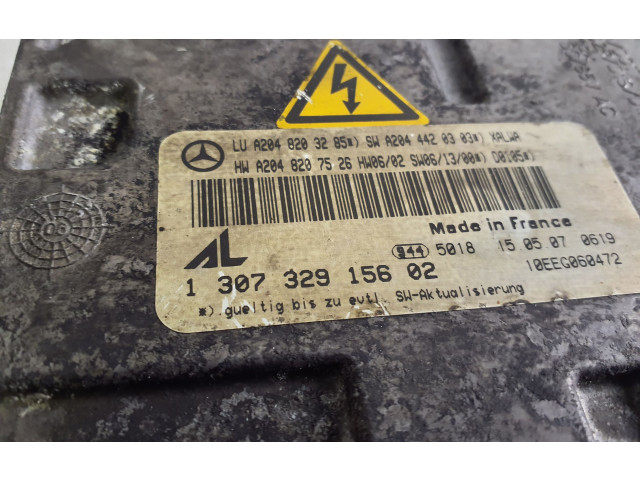 LU A204 820 32 85*) SW A204 442 03 03*) XALWA
HW A204 820 75 26 HW06/02 SW06/13/00*) C0105*)
Made in France
AL
944 5018 15.05.07 0619
1 307 329 156 02
10EEG060472
*) gueltig bis zu evtl. SW-Aktualisierung